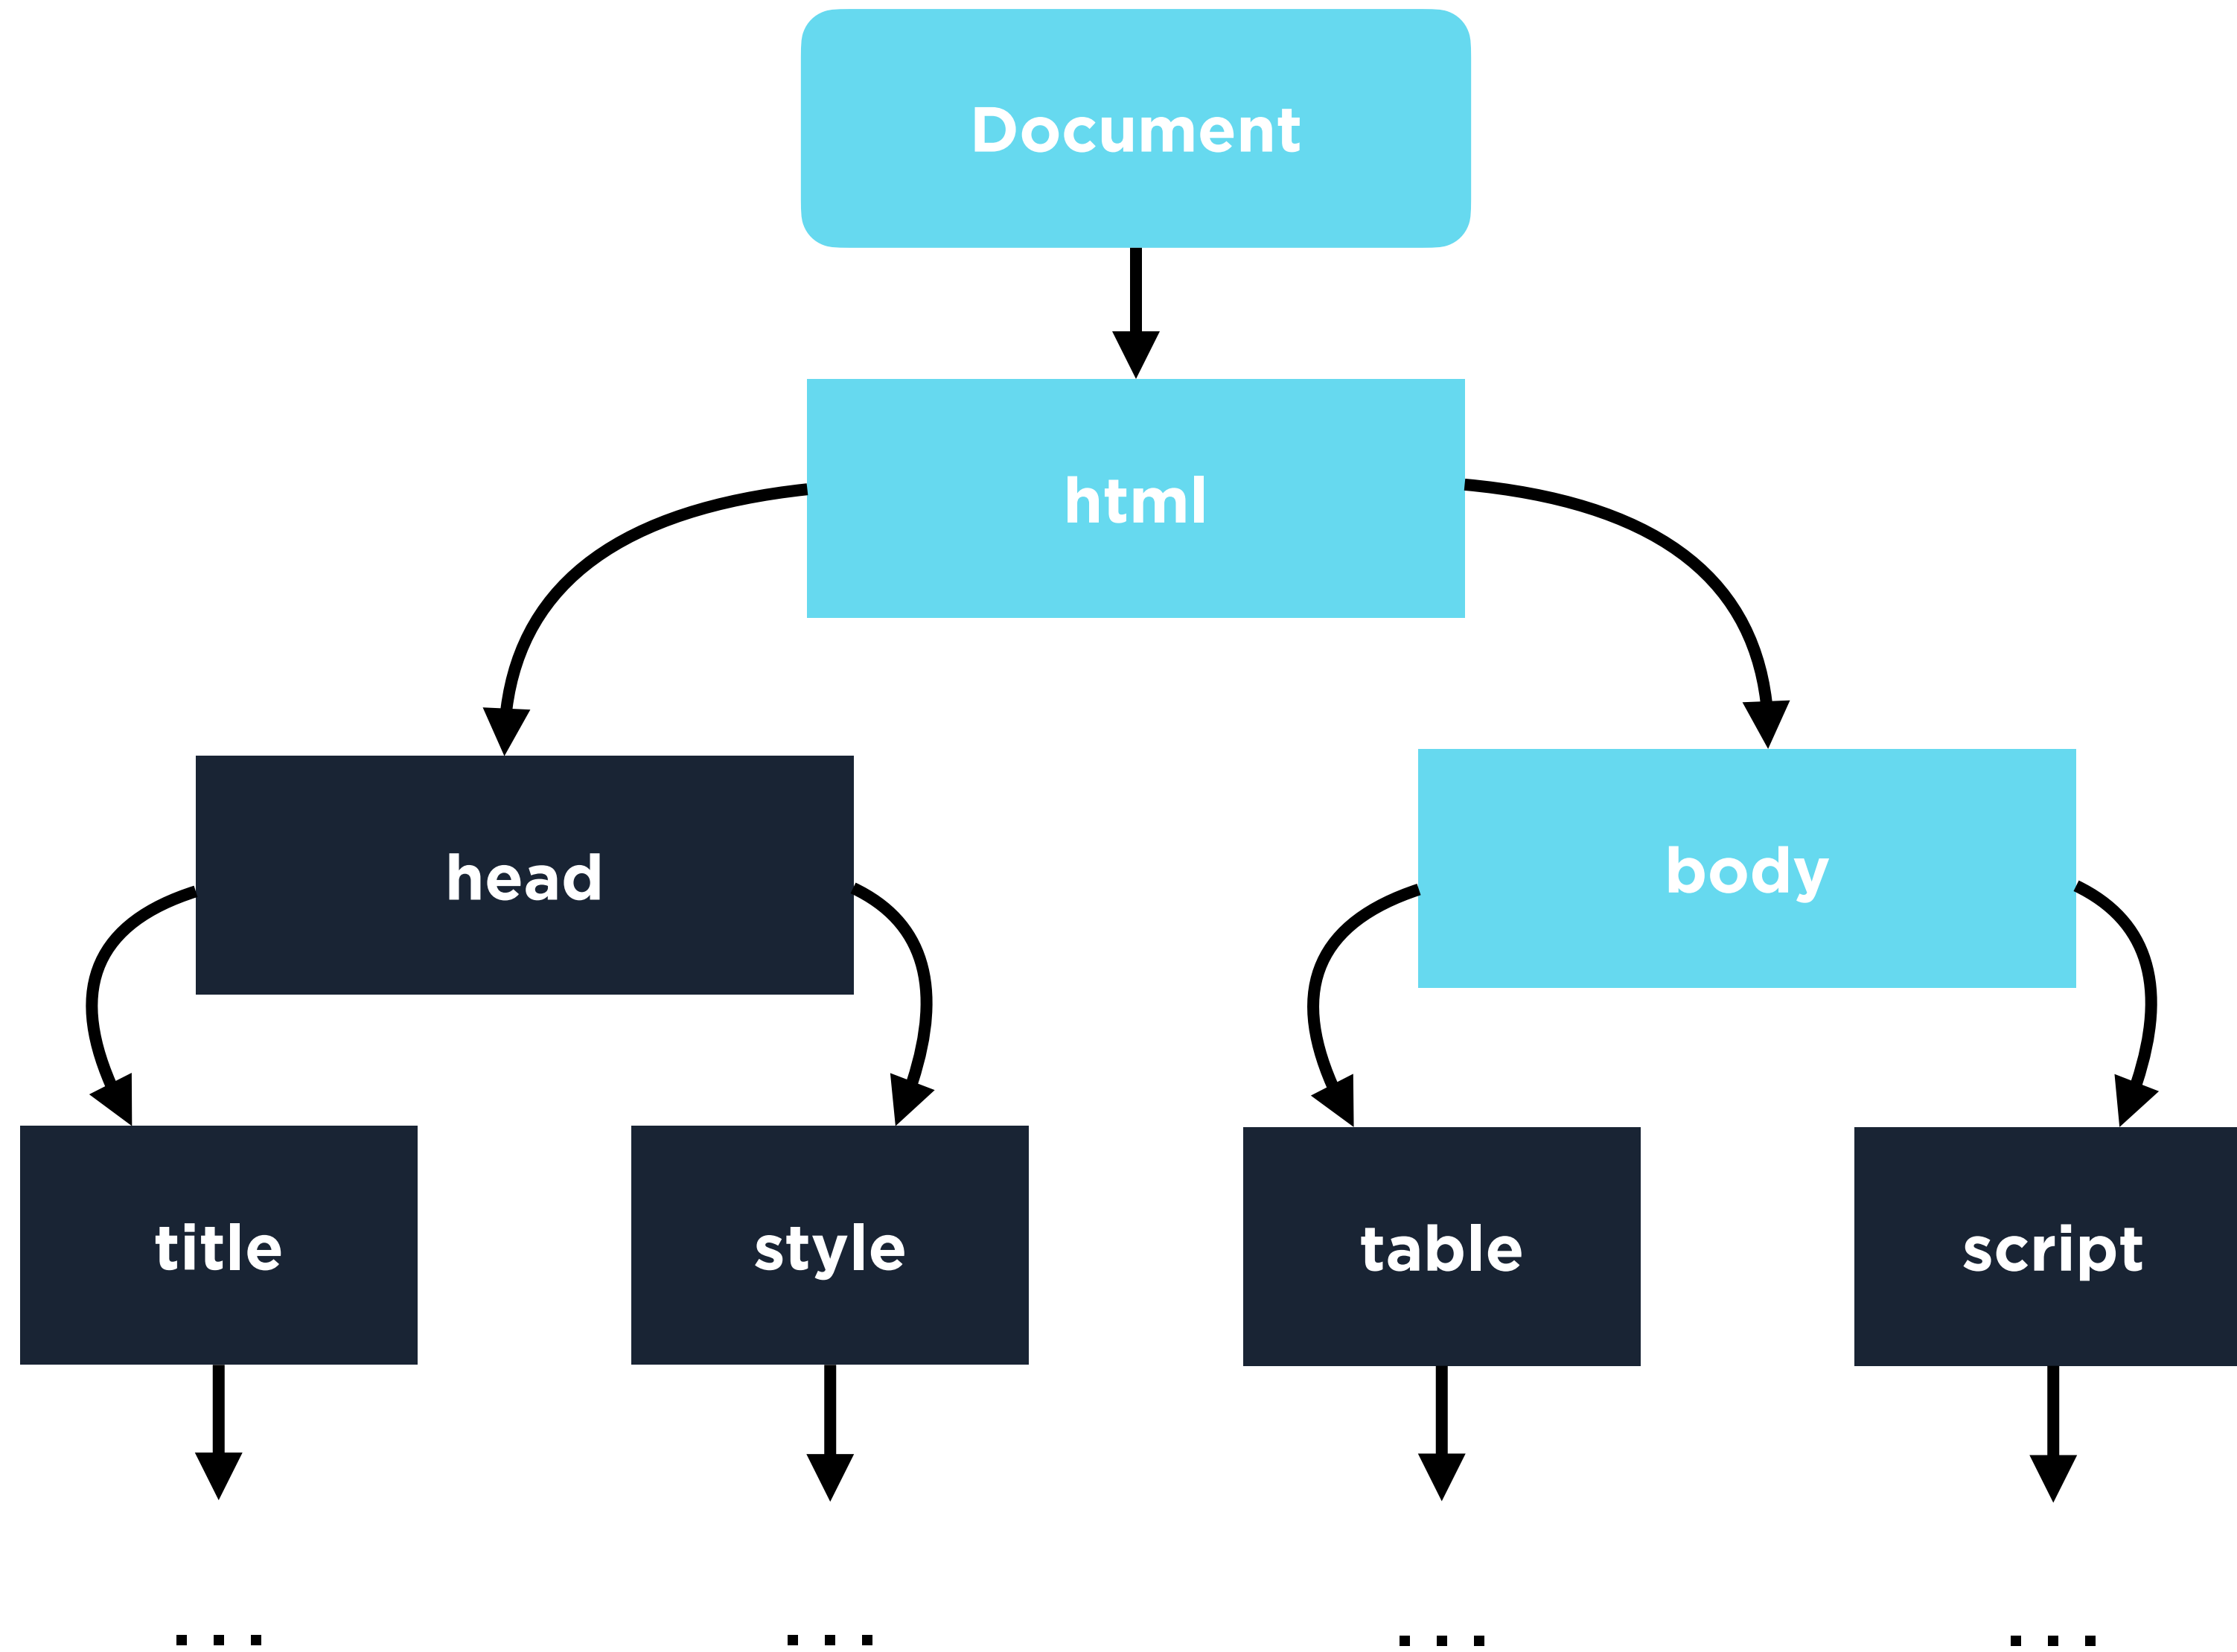 Document
html
head
body
title
style
table
script
...
...
...
...